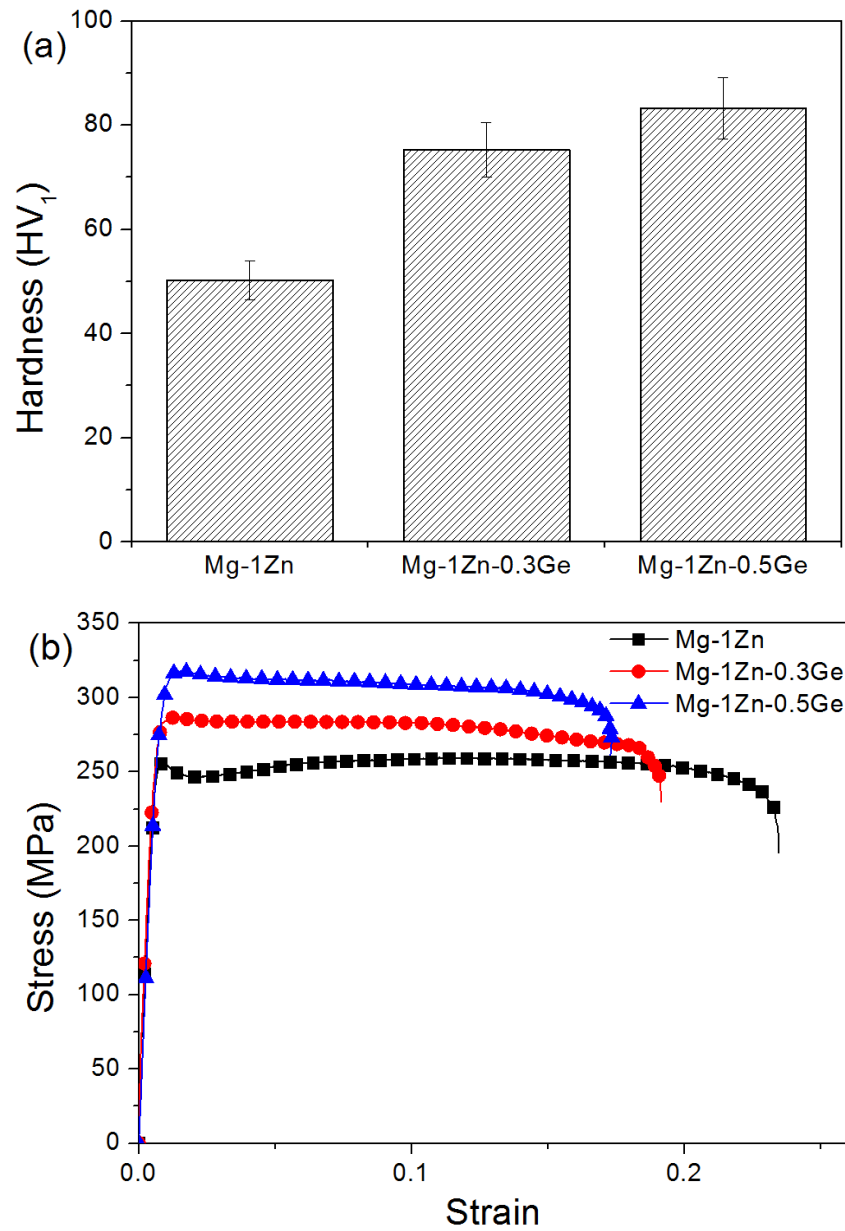 (a)
100
80
60
40
20
0
Hardness (HV₁)
Mg-1Zn Mg-1Zn-0.3Ge Mg-1Zn-0.5Ge
(b)
350
300
250
200
150
100
50
0
Stress (MPa)
Mg-1Zn
Mg-1Zn-0.3Ge
Mg-1Zn-0.5Ge
0.0 0.1 0.2
Strain